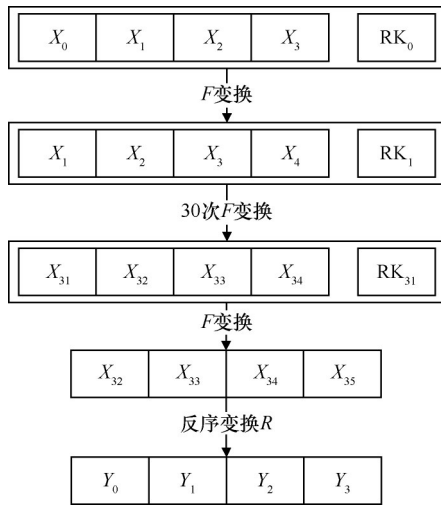 X₀ X₁ X₂ X₃ RK₀
F变换
X₁ X₂ X₃ X₄ RK₁
30次F变换
X₃₁ X₃₂ X₃₃ X₃₄ RK₃₁
F变换
X₃₂ X₃₃ X₃₄ X₃₅
反序变换R
Y₀ Y₁ Y₂ Y₃